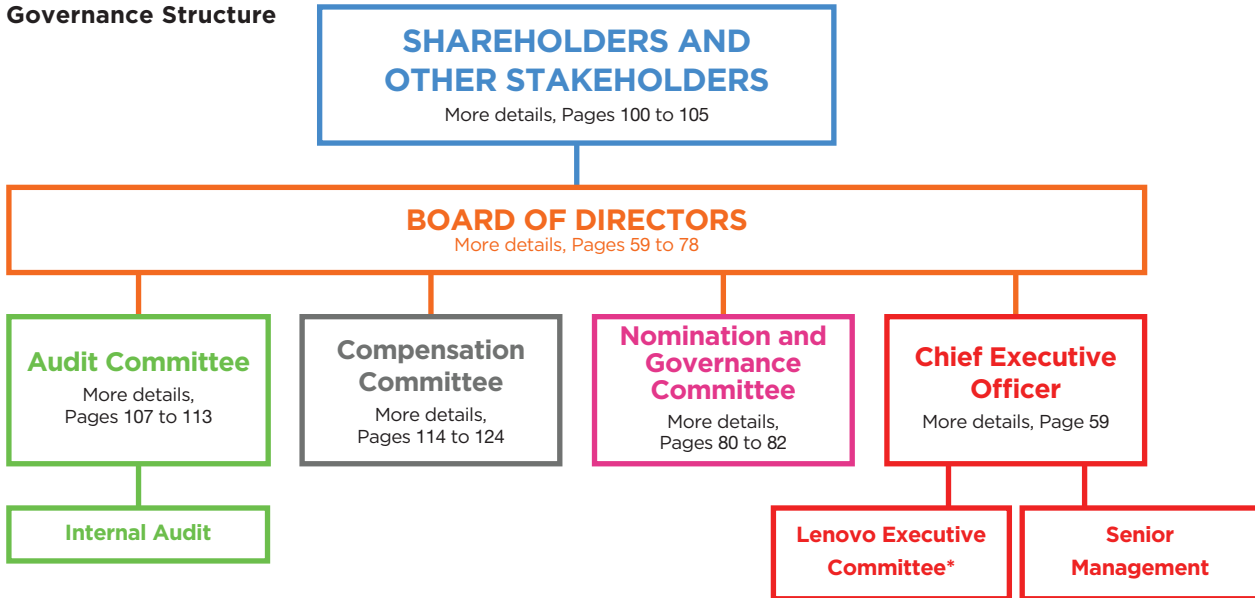 Governance Structure
SHAREHOLDERS AND
OTHER STAKEHOLDERS
More details, Pages 100 to 105
BOARD OF DIRECTORS
More details, Pages 59 to 78
Audit Committee
More details,
Pages 107 to 113
Compensation
Committee
More details,
Pages 114 to 124
Nomination and
Governance
Committee
More details,
Pages 80 to 82
Chief Executive
Officer
More details, Page 59
Internal Audit
Lenovo Executive
Committee*
Senior
Management